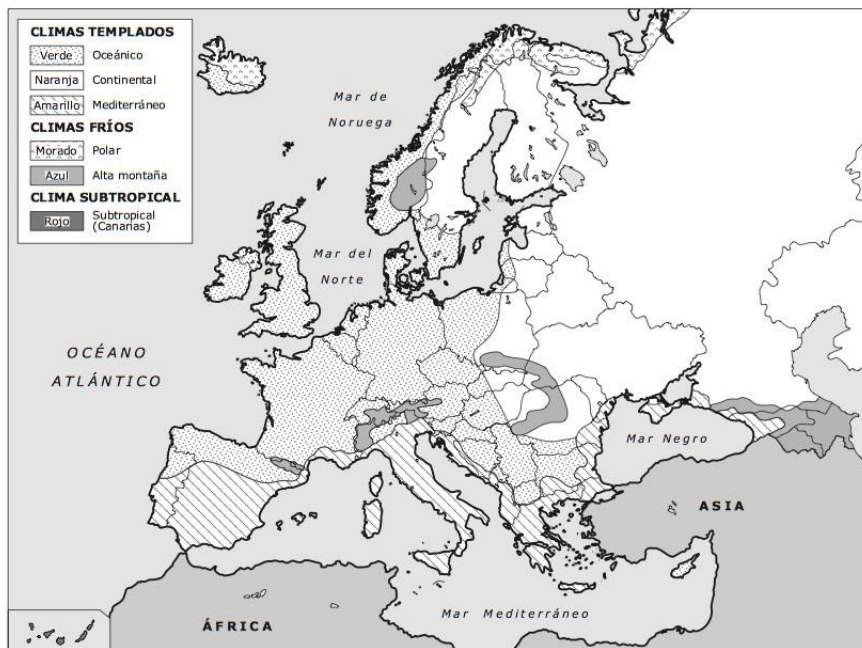 CLIMAS TEMPLADOS
Verde Oceánico
Naranja Continental
Amarillo Mediterráneo
CLIMAS FRÍOS
Morado Polar
Azul Alta montaña
CLIMA SUBTROPICAL
Rojo Subtropical
(Canarias)
Mar de
Noruega
Mar del
Norte
OCÉANO
ATLÁNTICO
Mar Negro
ASIA
Mar Mediterráneo
ÁFRICA